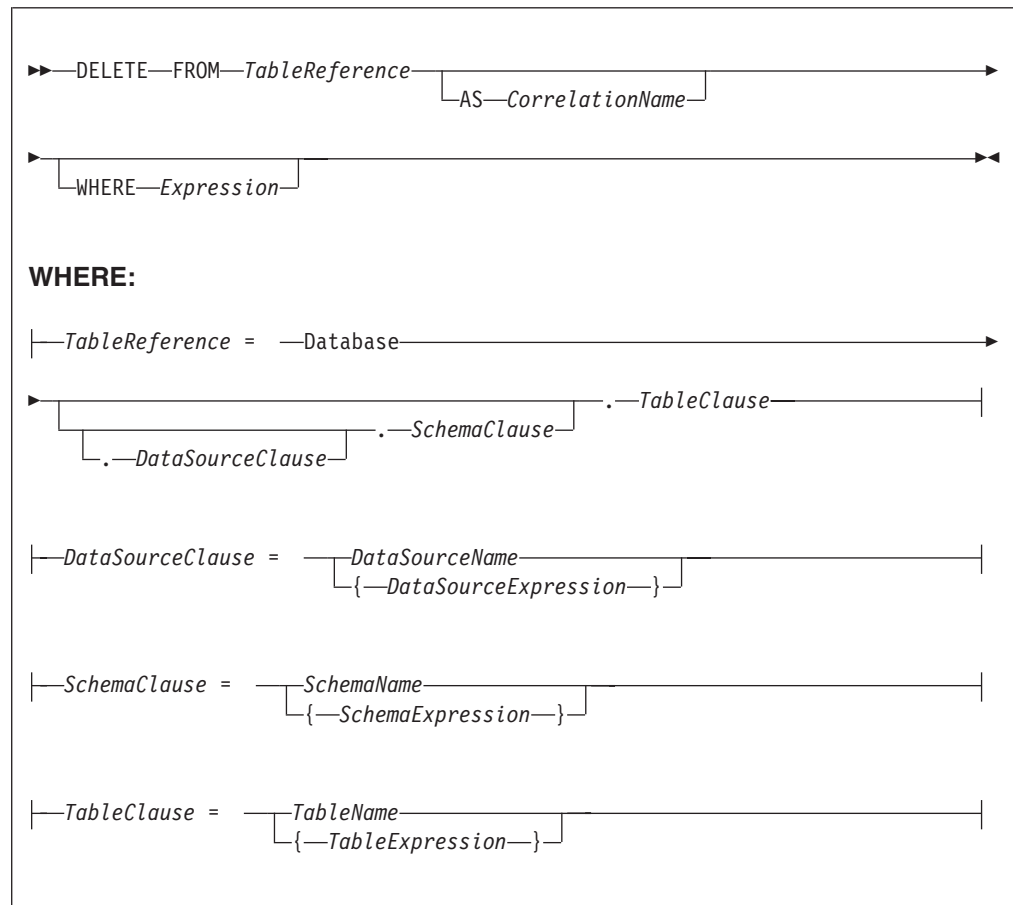 DELETE FROM TableReference
AS CorrelationName
WHERE Expression
WHERE:
TableReference = Database
. TableClause
. SchemaClause
. DataSourceClause
DataSourceClause = DataSourceName
{ DataSourceExpression }
SchemaClause = SchemaName
{ SchemaExpression }
TableClause = TableName
{ TableExpression }